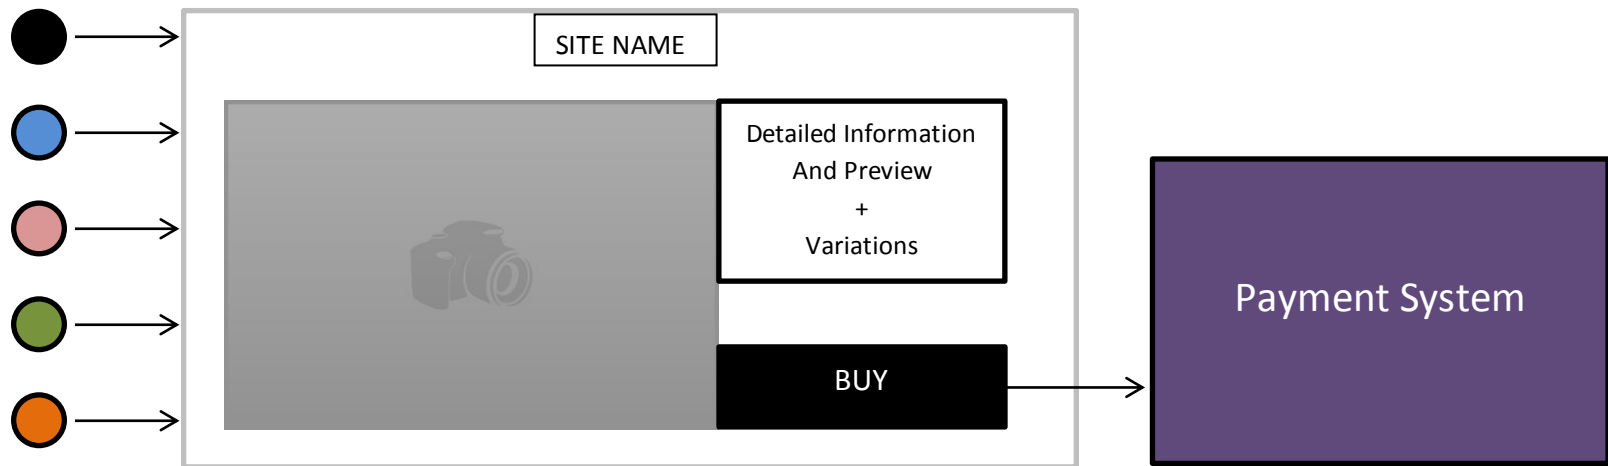 SITE NAME
Detailed Information
And Preview
+
Variations
BUY
Payment System